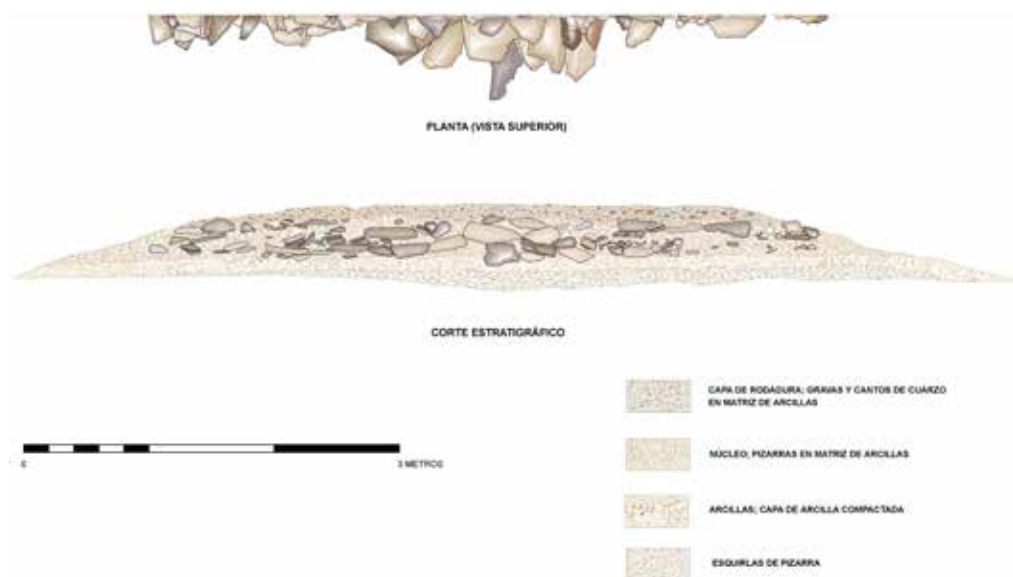 PLANTA (VISTA SUPERIOR)
CORTE ESTRATIGRÁFICO
CAPA DE RODADURA; GRAVAS Y CANTOS DE CUARZO
EN MATRIZ DE ARCILLAS
0
3 METROS
NÚCLEO; PIZARRAS EN MATRIZ DE ARCILLAS
ARCILLAS; CAPA DE ARCILLA COMPACTADA
ESQUIRLAS DE PIZARRA